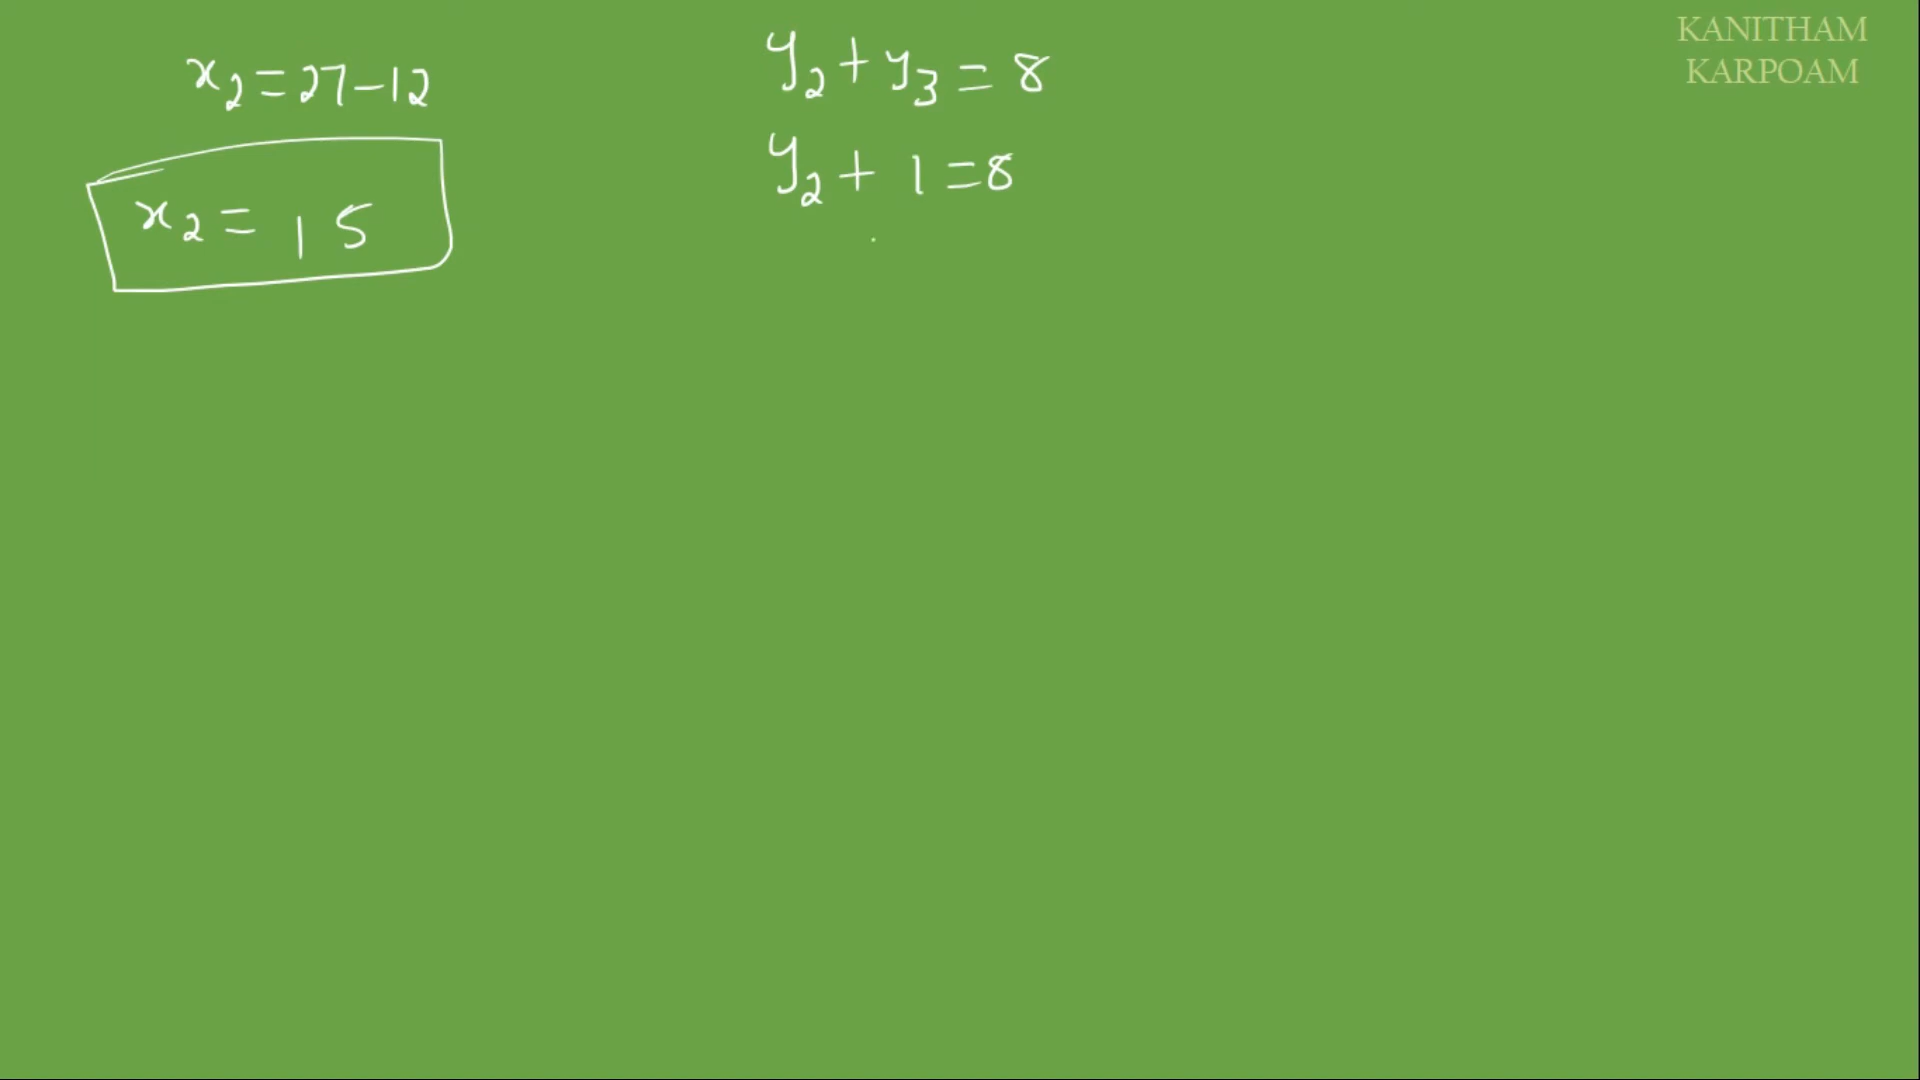 x₂ = 27 - 12
x₂ = 15
y₂ + y₃ = 8
y₂ + 1 = 8
KANITHAM
KARPOAM